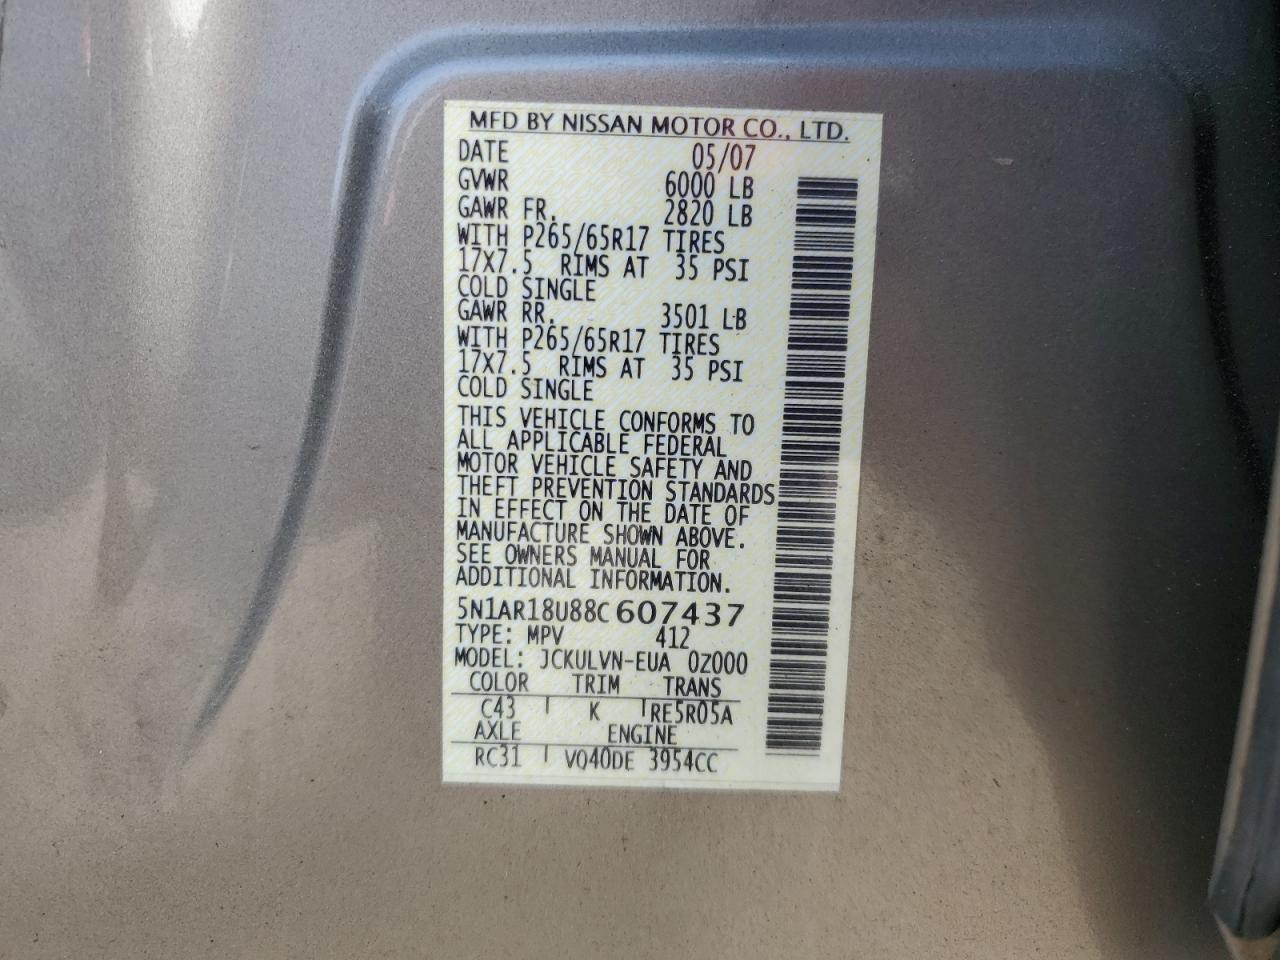 MFD BY NISSAN MOTOR CO., LTD.
DATE 05/07
GVWR 6000 LB
GAWR FR. 2820 LB
WITH P265/65R17 TIRES
17X7.5 RIMS AT 35 PSI
COLD SINGLE
GAWR RR. 3501 LB
WITH P265/65R17 TIRES
17X7.5 RIMS AT 35 PSI
COLD SINGLE
THIS VEHICLE CONFORMS TO
ALL APPLICABLE FEDERAL
MOTOR VEHICLE SAFETY AND
THEFT PREVENTION STANDARDS
IN EFFECT ON THE DATE OF
MANUFACTURE SHOWN ABOVE.
SEE OWNERS MANUAL FOR
ADDITIONAL INFORMATION.
5N1AR18U88C607437
TYPE: MPV 412
MODEL: JCKULVN-EUA 0Z000
COLOR TRIM TRANS
C43 K RE5R05A
AXLE ENGINE
RC31 VQ40DE 3954CC